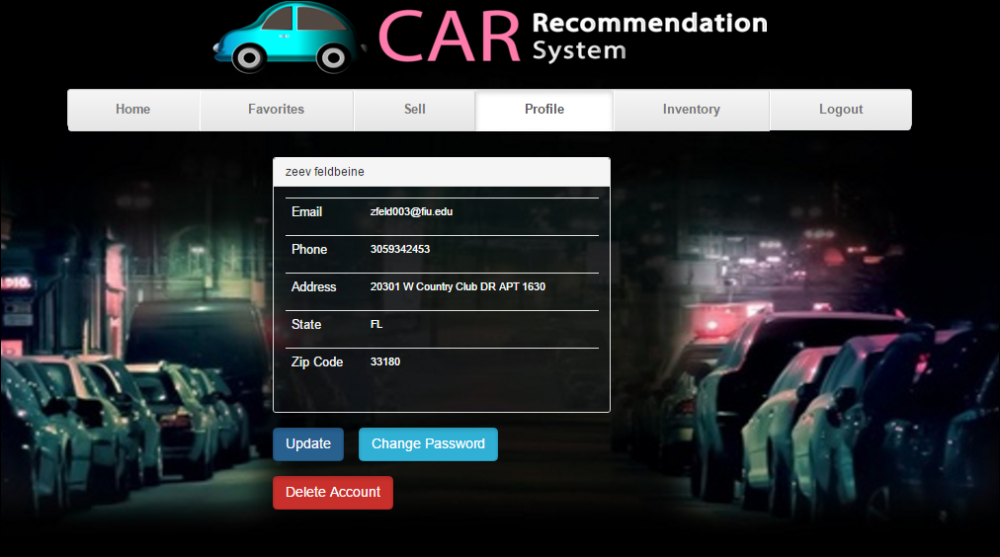 CAR Recommendation
System
Home Favorites Sell Profile Inventory Logout
zeev feldbeine
Email zfeld003@fiu.edu
Phone 3059342453
Address 20301 W Country Club DR APT 1630
State FL
Zip Code 33180
Update Change Password
Delete Account